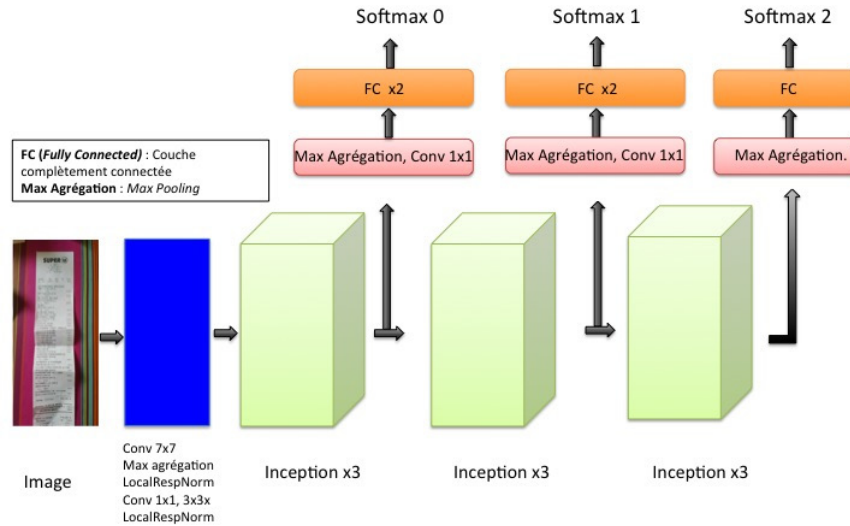 Softmax 0
Softmax 1
Softmax 2
FC x2
FC x2
FC
Max Agrégation, Conv 1x1
Max Agrégation, Conv 1x1
Max Agrégation.
FC (Fully Connected) : Couche
complètement connectée
Max Agrégation : Max Pooling
SUPER
Image
Conv 7x7
Max agrégation
LocalRespNorm
Conv 1x1, 3x3x
LocalRespNorm
Inception x3
Inception x3
Inception x3